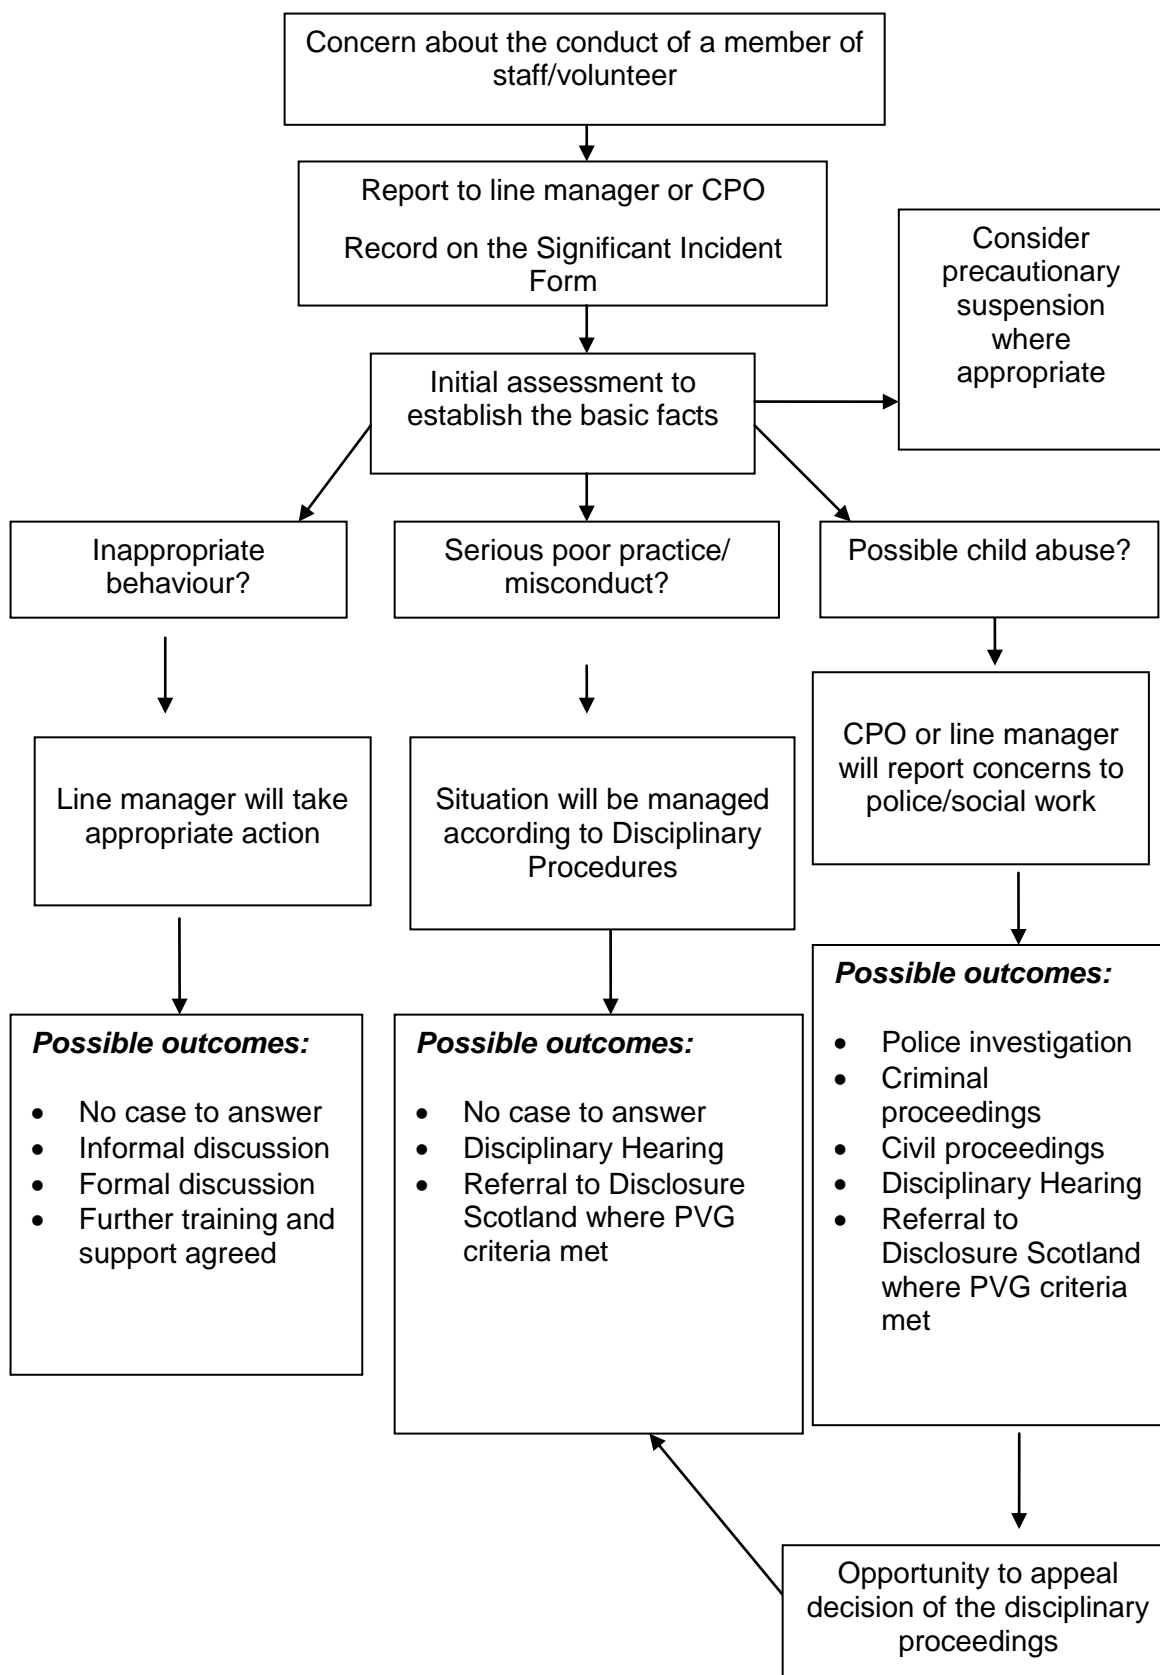 Concern about the conduct of a member of
staff/volunteer
Report to line manager or CPO
Record on the Significant Incident
Form
Consider
precautionary
suspension
where
appropriate
Initial assessment to
establish the basic facts
Inappropriate
behaviour?
Serious poor practice/
misconduct?
Possible child abuse?
Line manager will take
appropriate action
Situation will be managed
according to Disciplinary
Procedures
CPO or line manager
will report concerns to
police/social work
Possible outcomes:
• No case to answer
• Informal discussion
• Formal discussion
• Further training and
support agreed
Possible outcomes:
• No case to answer
• Disciplinary Hearing
• Referral to Disclosure
Scotland where PVG
criteria met
Possible outcomes:
• Police investigation
• Criminal
proceedings
• Civil proceedings
• Disciplinary Hearing
• Referral to
Disclosure Scotland
where PVG criteria
met
Opportunity to appeal
decision of the disciplinary
proceedings